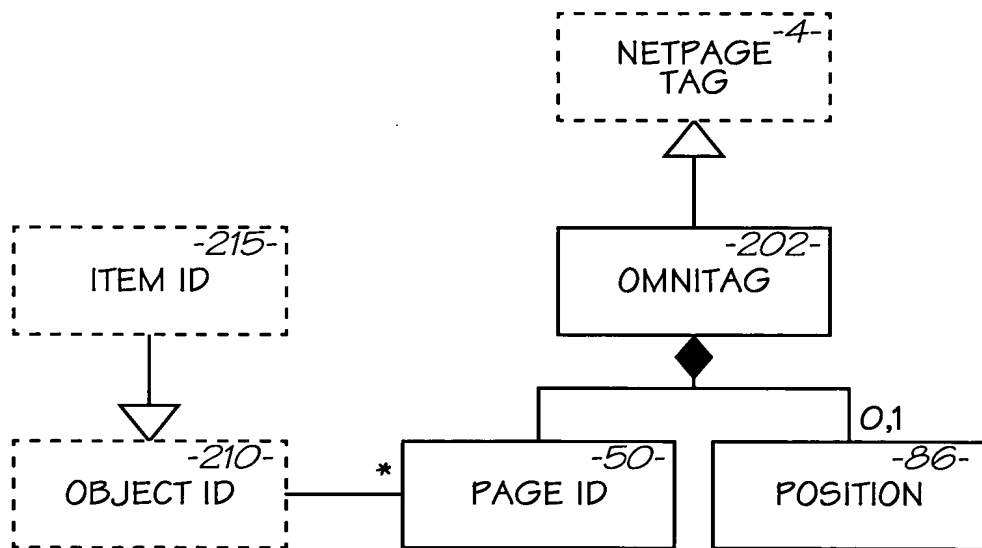 -4-
NETPAGE
TAG
-215-
ITEM ID
-202-
OMNITAG
0,1
-210-
OBJECT ID
*
-50-
PAGE ID
-86-
POSITION